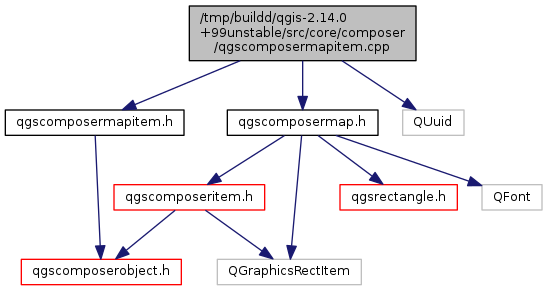 /tmp/buildd/qgis-2.14.0
+99unstable/src/core/composer
/qgscomposermapitem.cpp
qgscomposermapitem.h
qgscomposermap.h
QUuid
qgscomposeritem.h
qgsrectangle.h
QFont
qgscomposerobject.h
QGraphicsRectItem